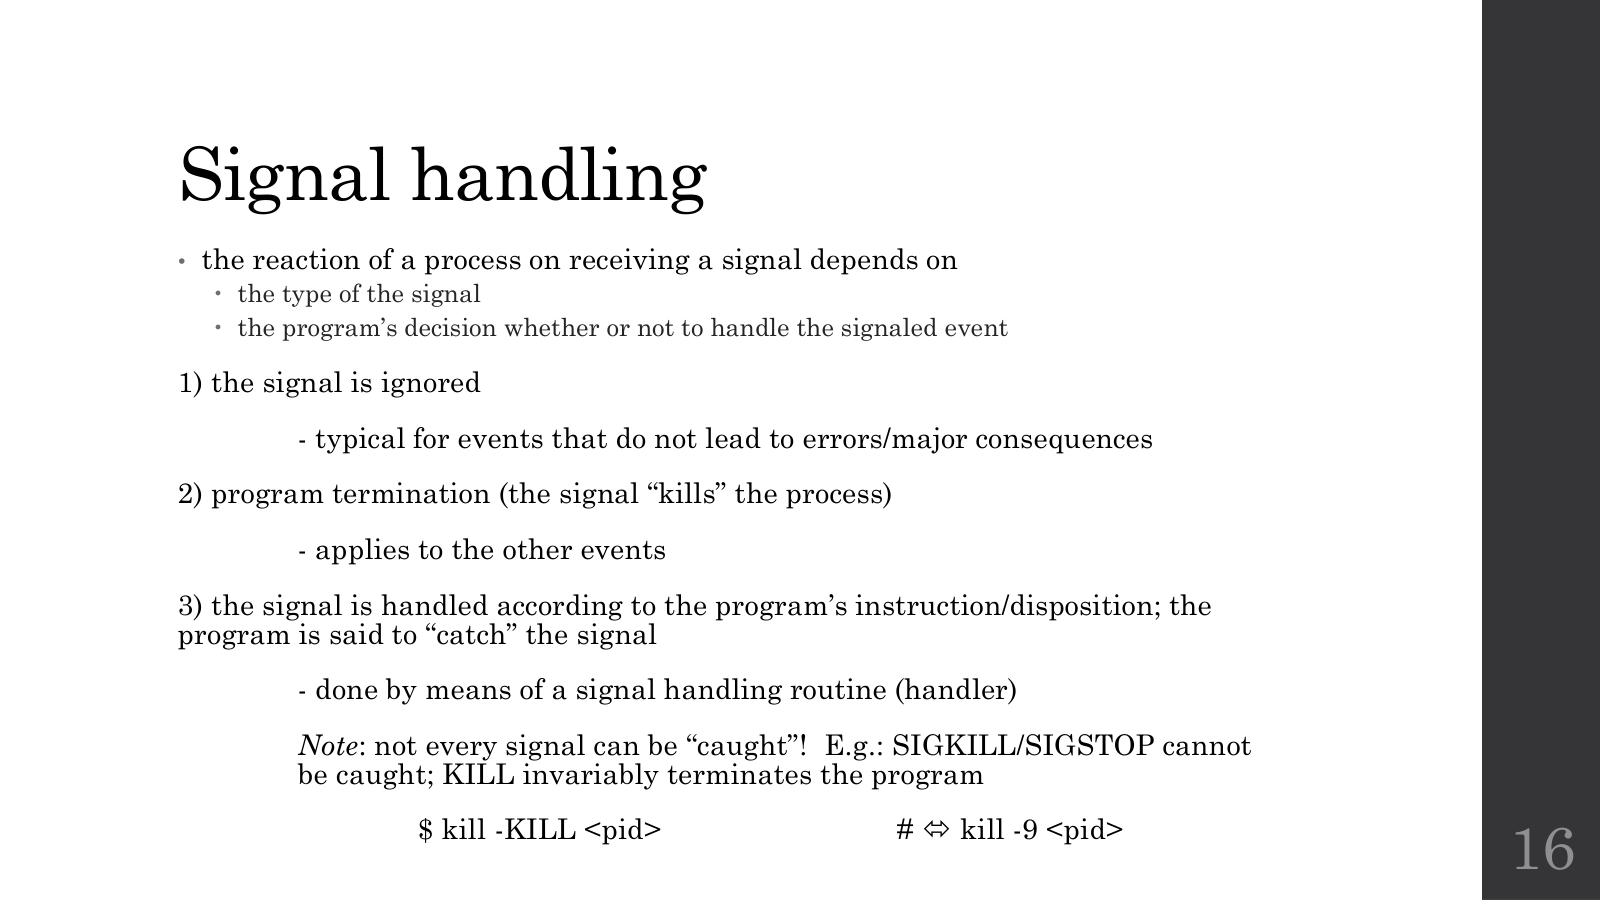 Signal handling
• the reaction of a process on receiving a signal depends on
• the type of the signal
• the program’s decision whether or not to handle the signaled event
1) the signal is ignored
- typical for events that do not lead to errors/major consequences
2) program termination (the signal “kills” the process)
- applies to the other events
3) the signal is handled according to the program’s instruction/disposition; the
program is said to “catch” the signal
- done by means of a signal handling routine (handler)
Note: not every signal can be “caught”!  E.g.: SIGKILL/SIGSTOP cannot
be caught; KILL invariably terminates the program
$ kill -KILL <pid> # ⬄ kill -9 <pid>
16